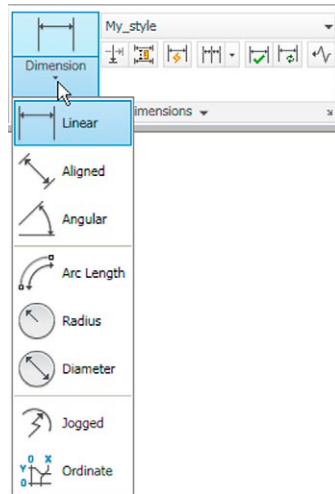 My_style
Dimension
imensions
Linear
Aligned
Angular
Arc Length
Radius
Diameter
Jogged
Ordinate